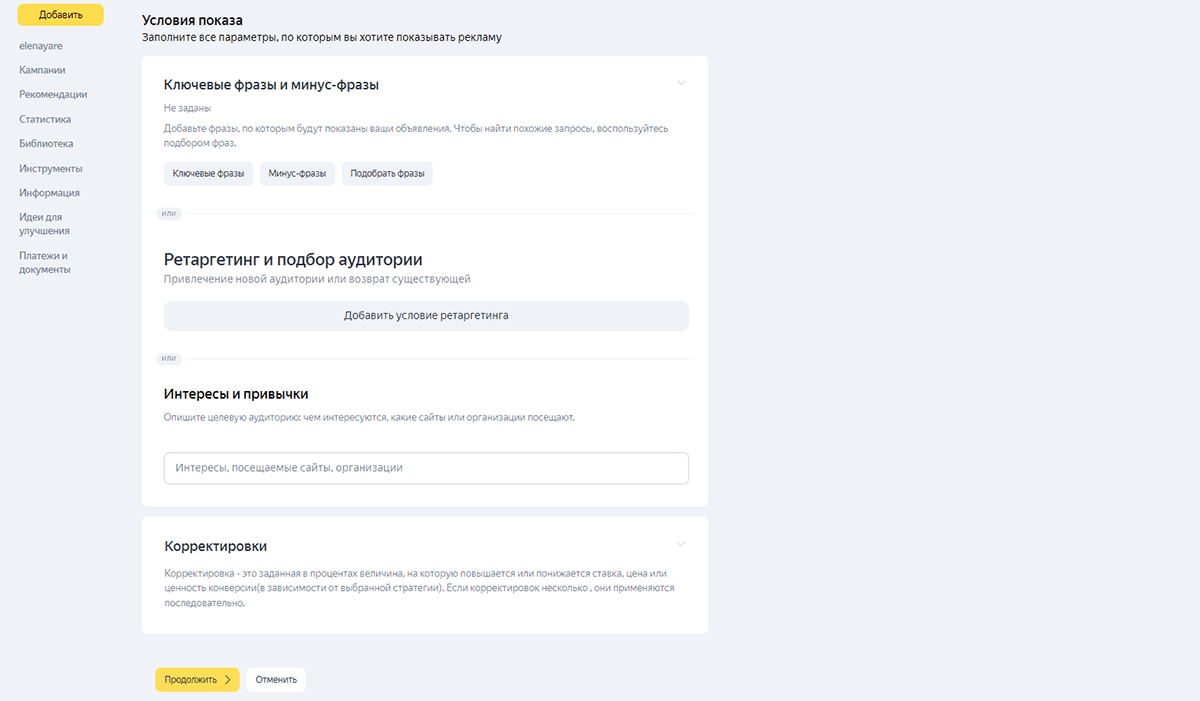 Добавить
elenayare
Кампании
Рекомендации
Статистика
Библиотека
Инструменты
Информация
Идеи для
улучшения
Платежи и
документы
Условия показа
Заполните все параметры, по которым вы хотите показывать рекламу
Ключевые фразы и минус-фразы
Не заданы
Добавьте фразы, по которым будут показаны ваши объявления. Чтобы найти похожие запросы, воспользуйтесь
подбором фраз.
Ключевые фразы Минус-фразы Подобрать фразы
или
Ретаргетинг и подбор аудитории
Привлечение новой аудитории или возврат существующей
Добавить условие ретаргетинга
или
Интересы и привычки
Опишите целевую аудиторию: чем интересуются, какие сайты или организации посещают.
Интересы, посещаемые сайты, организации
Корректировки
Корректировка - это заданная в процентах величина, на которую повышается или понижается ставка, цена или
ценность конверсии(в зависимости от выбранной стратегии). Если корректировок несколько , они применяются
последовательно.
Продолжить Отменить